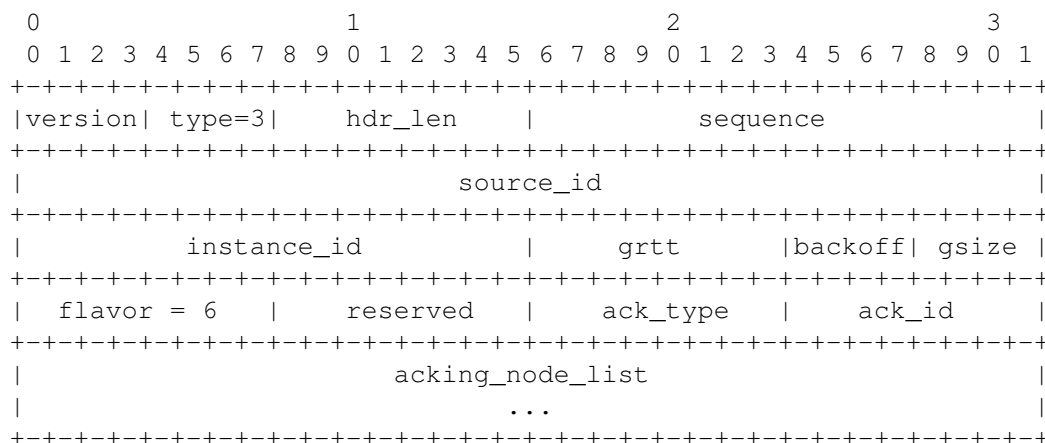 0                   1                   2                   3
 0 1 2 3 4 5 6 7 8 9 0 1 2 3 4 5 6 7 8 9 0 1 2 3 4 5 6 7 8 9 0 1
+-+-+-+-+-+-+-+-+-+-+-+-+-+-+-+-+-+-+-+-+-+-+-+-+-+-+-+-+-+-+-+-+
|version| type=3|    hdr_len    |          sequence             |
+-+-+-+-+-+-+-+-+-+-+-+-+-+-+-+-+-+-+-+-+-+-+-+-+-+-+-+-+-+-+-+-+
|                           source_id                           |
+-+-+-+-+-+-+-+-+-+-+-+-+-+-+-+-+-+-+-+-+-+-+-+-+-+-+-+-+-+-+-+-+
|          instance_id          |     grtt      |backoff| gsize |
+-+-+-+-+-+-+-+-+-+-+-+-+-+-+-+-+-+-+-+-+-+-+-+-+-+-+-+-+-+-+-+-+
|  flavor = 6   |    reserved   |    ack_type   |    ack_id     |
+-+-+-+-+-+-+-+-+-+-+-+-+-+-+-+-+-+-+-+-+-+-+-+-+-+-+-+-+-+-+-+-+
|                       acking_node_list                        |
|                              ...                              |
+-+-+-+-+-+-+-+-+-+-+-+-+-+-+-+-+-+-+-+-+-+-+-+-+-+-+-+-+-+-+-+-+